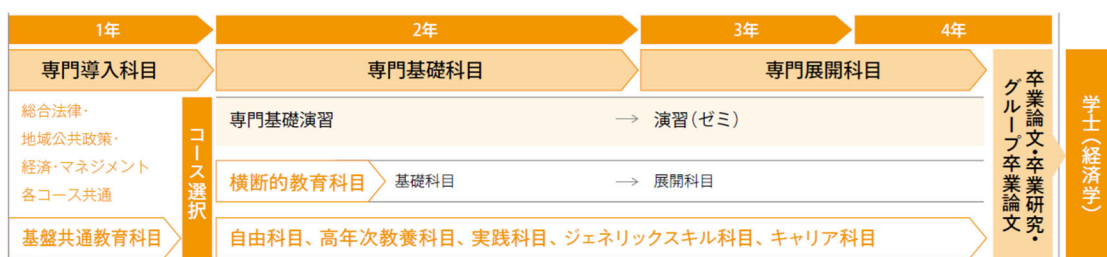 1年
2年
3年
4年
専門導入科目
専門基礎科目
専門展開科目
総合法律・
地域公共政策・
経済・マネジメント
各コース共通
コース選択
専門基礎演習
→
演習(ゼミ)
横断的教育科目
基礎科目
→
展開科目
基盤共通教育科目
自由科目、高年次教養科目、実践科目、ジェネリックスキル科目、キャリア科目
卒業論文・卒業研究・
グループ卒業論文
学士(経済学)